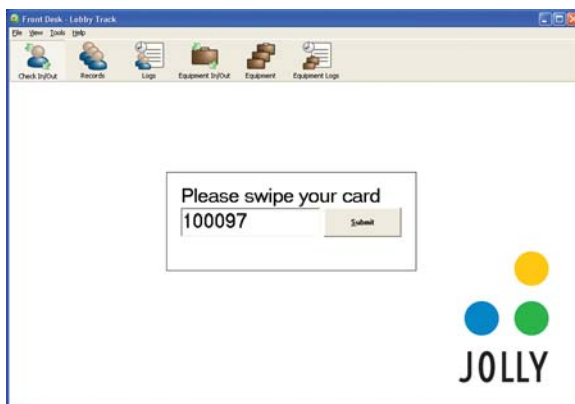 Front Desk - Lobby Track
File View Tools Help
Check In/Out Records Logs Equipment In/Out Equipment Equipment Logs
Please swipe your card
100097 Submit
JOLLY